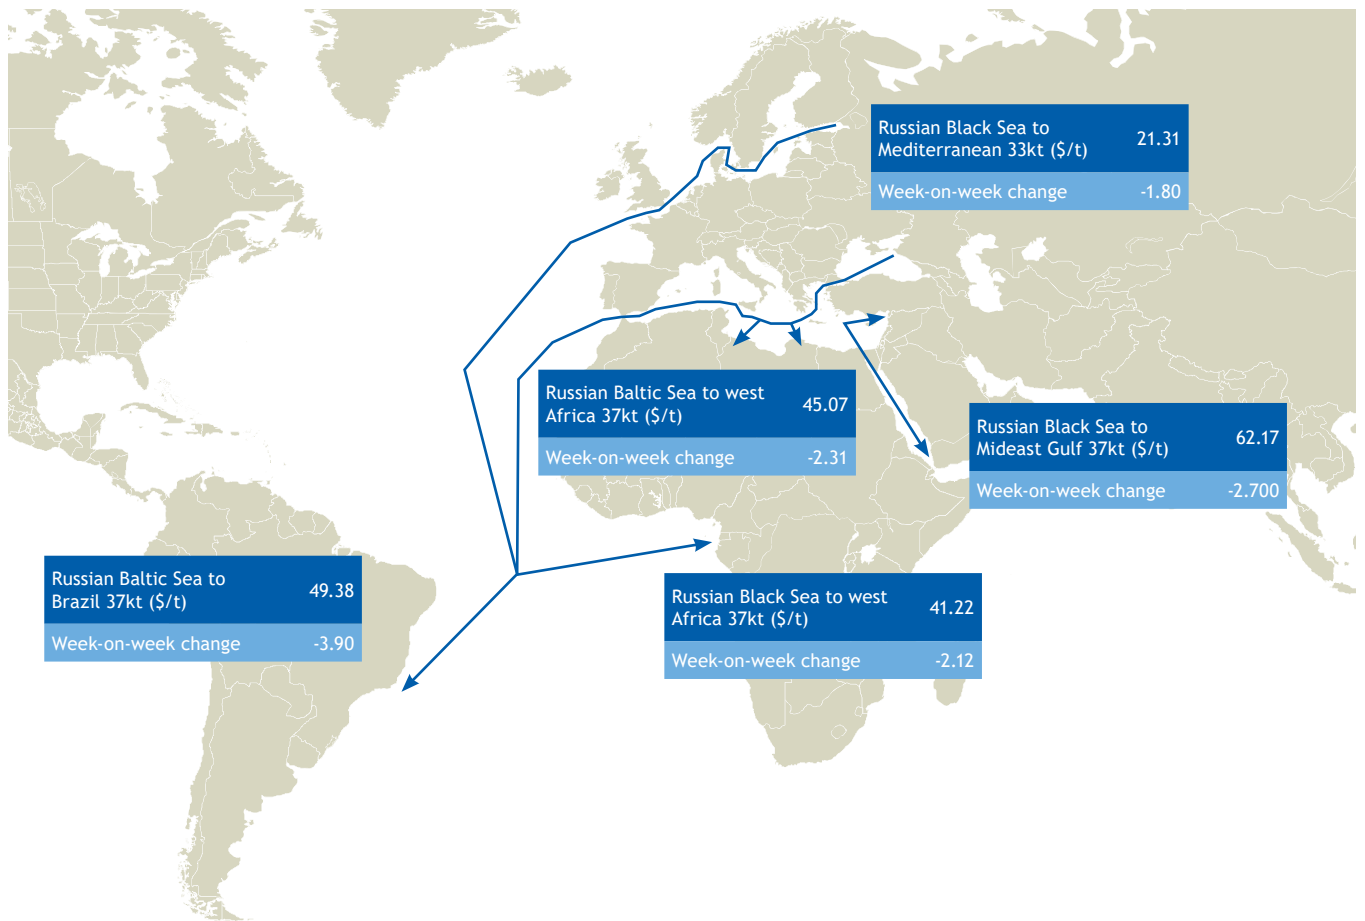 Russian Black Sea to
Mediterranean 33kt ($/t)
21.31
Week-on-week change
-1.80
Russian Baltic Sea to west
Africa 37kt ($/t)
45.07
Week-on-week change
-2.31
Russian Black Sea to
Mideast Gulf 37kt ($/t)
62.17
Week-on-week change
-2.700
Russian Baltic Sea to
Brazil 37kt ($/t)
49.38
Week-on-week change
-3.90
Russian Black Sea to west
Africa 37kt ($/t)
41.22
Week-on-week change
-2.12